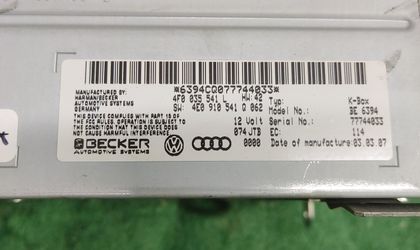 *6394CQ077744033*
MANUFACTURED BY:
HARMAN/BECKER
AUTOMOTIVE SYSTEMS
GERMANY
4F0 035 541 L HW: 42 Typ: K-Box
SW: 4E0 910 541 Q 062 Model No.: BE 6394
12 Volt Serial No.: 77744033
074 JTB EC: 114
0000 Date of manufacture: 03.03.07
THIS DEVICE COMPLIES WITH PART 15 OF
THE FCC RULES. OPERATION IS SUBJECT TO
THIS DEVICE DOES NOT
CAUSE HARMFUL INTERFERENCE
BECKER
AUTOMOTIVE SYSTEMS